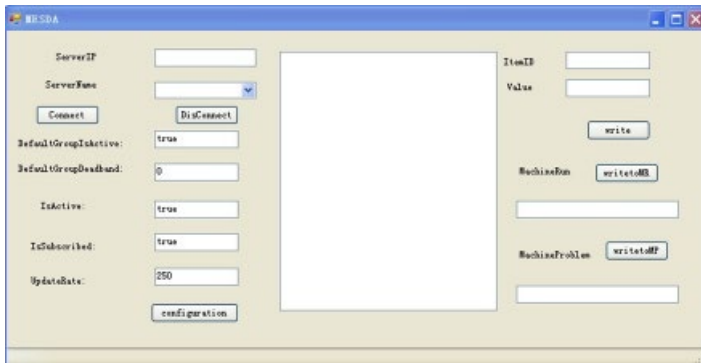 MRSDA
ServerIP
ServerName
Connect
DisConnect
DefaultGroupIsActive:
true
DefaultGroupDeadband:
0
IsActive:
true
IsSubscribed:
true
UpdateRate:
250
configuration
ItemID
Value
write
MachineRun
writetoMR
MachineProblem
writetoMP